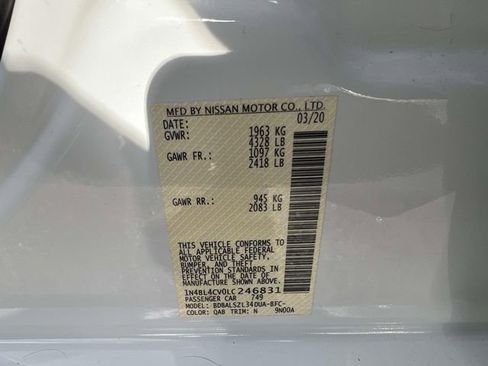 MFD BY NISSAN MOTOR CO., LTD.
DATE: 03/20
GVWR: 1963 KG
4328 LB
GAWR FR.: 1097 KG
2418 LB
GAWR RR.: 945 KG
2083 LB
THIS VEHICLE CONFORMS TO
ALL APPLICABLE FEDERAL
MOTOR VEHICLE SAFETY,
BUMPER, AND THEFT
PREVENTION STANDARDS IN
EFFECT ON THE DATE OF
MANUFACTURE SHOWN ABOVE.
1N4BL4CV0LC246831
PASSENGER CAR 749
MODEL: BDBALSZL34DUA-BFC-
COLOR: QAB TRIM: N 9N00A